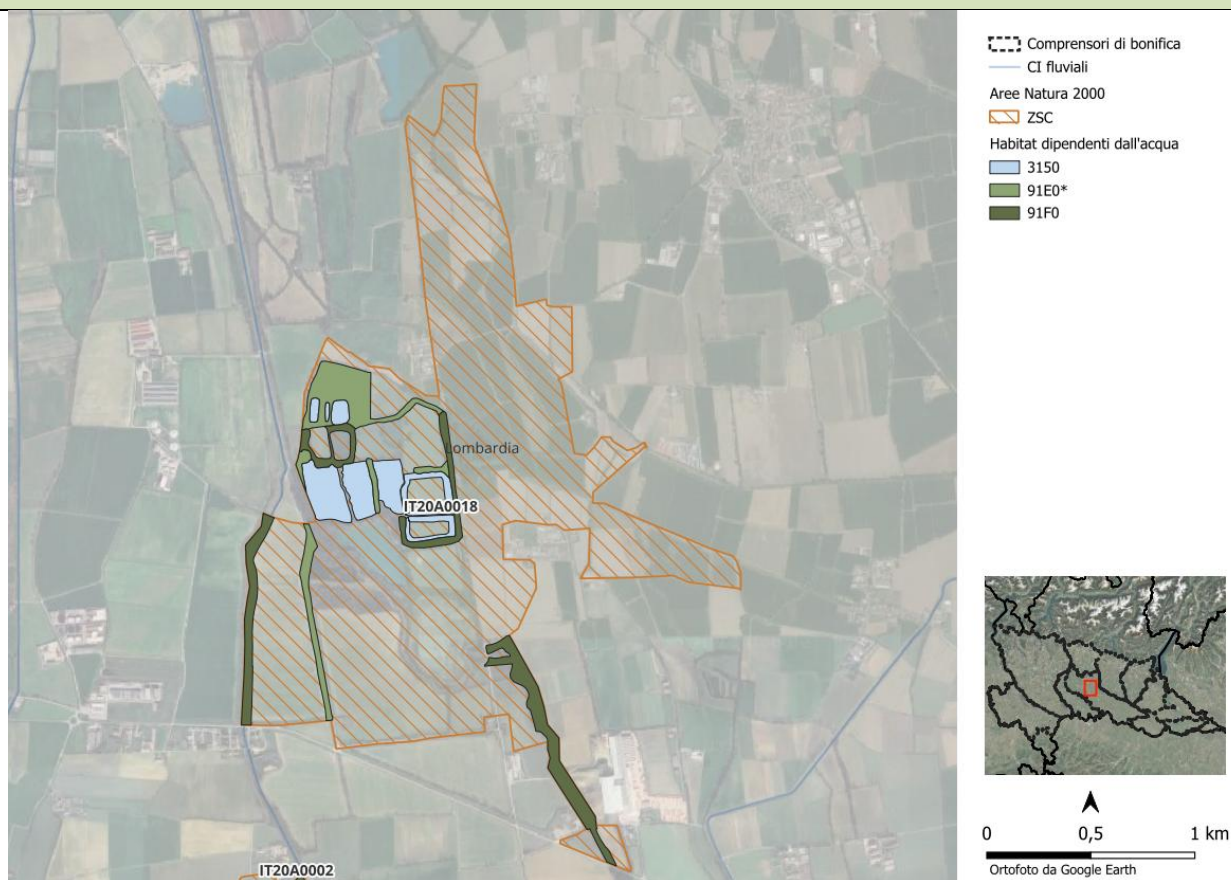 Comprensori di bonifica
CI fluviali
Aree Natura 2000
ZSC
Habitat dipendenti dall'acqua
3150
91E0*
91F0
Lombardia
IT20A0018
IT20A0002
0 0,5 1 km
Ortofoto da Google Earth